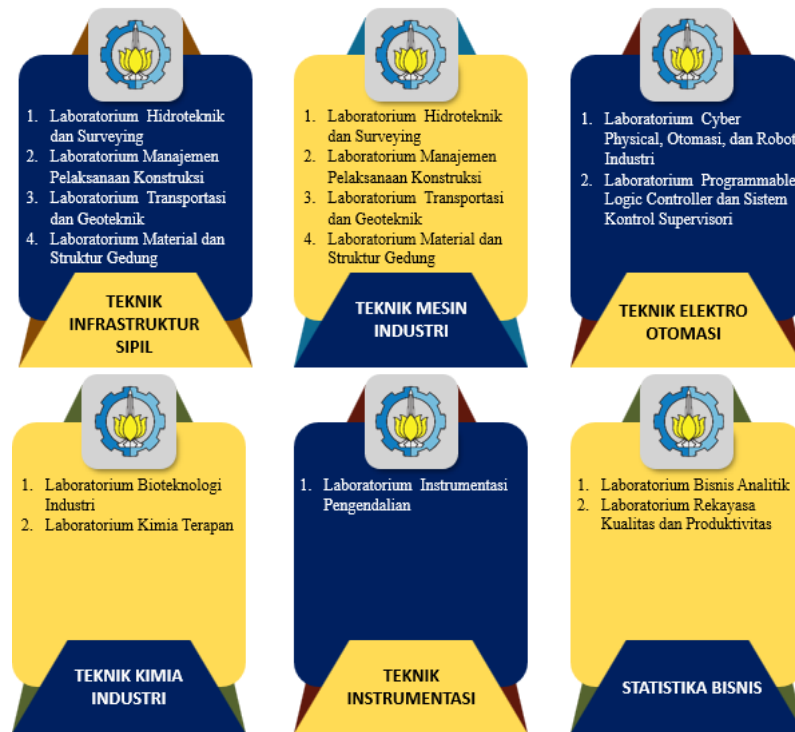 1. Laboratorium Hidroteknik
dan Surveying
2. Laboratorium Manajemen
Pelaksanaan Konstruksi
3. Laboratorium Transportasi
dan Geoteknik
4. Laboratorium Material dan
Struktur Gedung
TEKNIK
INFRASTRUKTUR
SIPIL
1. Laboratorium Hidroteknik
dan Surveying
2. Laboratorium Manajemen
Pelaksanaan Konstruksi
3. Laboratorium Transportasi
dan Geoteknik
4. Laboratorium Material dan
Struktur Gedung
TEKNIK MESIN
INDUSTRI
1. Laboratorium Cyber
Physical, Otomasi, dan Robot
Industri
2. Laboratorium Programmable
Logic Controller dan Sistem
Kontrol Supervisori
TEKNIK ELEKTRO
OTOMASI
1. Laboratorium Bioteknologi
Industri
2. Laboratorium Kimia Terapan
TEKNIK KIMIA
INDUSTRI
1. Laboratorium Instrumentasi
Pengendalian
TEKNIK
INSTRUMENTASI
1. Laboratorium Bisnis Analitik
2. Laboratorium Rekayasa
Kualitas dan Produktivitas
STATISTIKA BISNIS